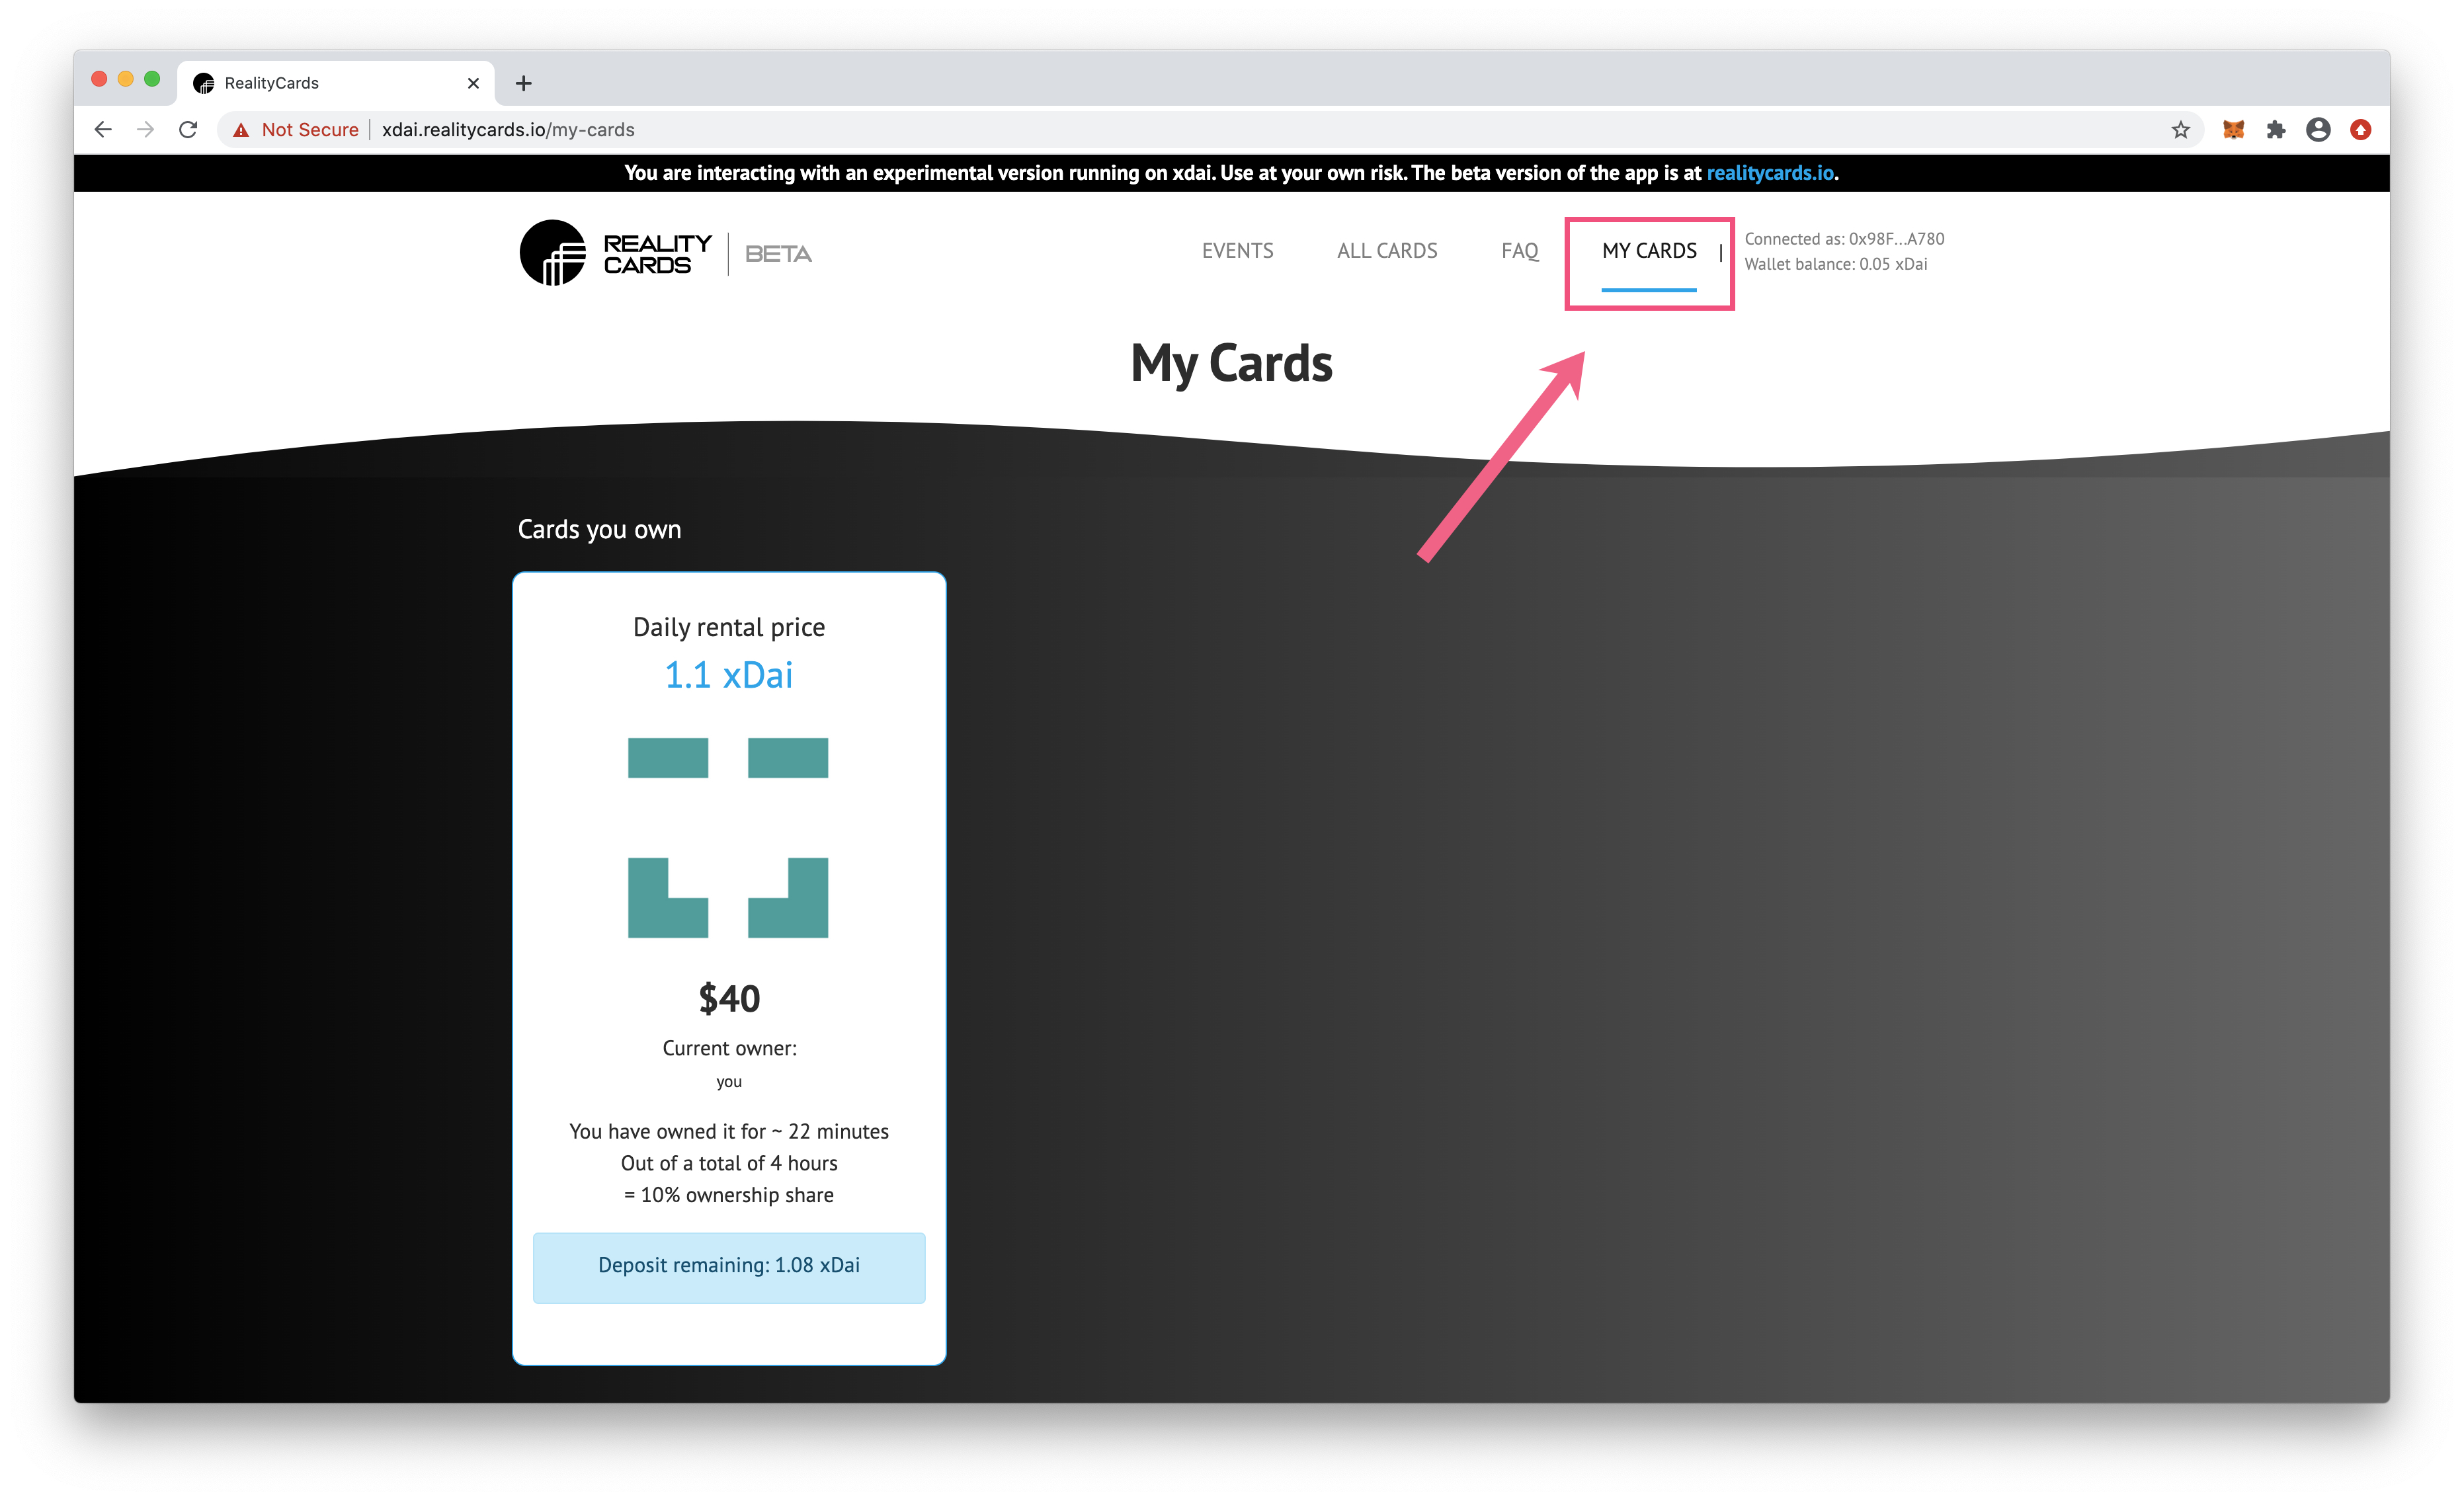 RealityCards
Not Secure | xdai.realitycards.io/my-cards
You are interacting with an experimental version running on xdai. Use at your own risk. The beta version of the app is at realitycards.io.
REALITY
CARDS
BETA
EVENTS
ALL CARDS
FAQ
MY CARDS |
Connected as: 0x98F...A780
Wallet balance: 0.05 xDai
My Cards
Cards you own
Daily rental price
1.1 xDai
$40
Current owner:
you
You have owned it for ~ 22 minutes
Out of a total of 4 hours
= 10% ownership share
Deposit remaining: 1.08 xDai